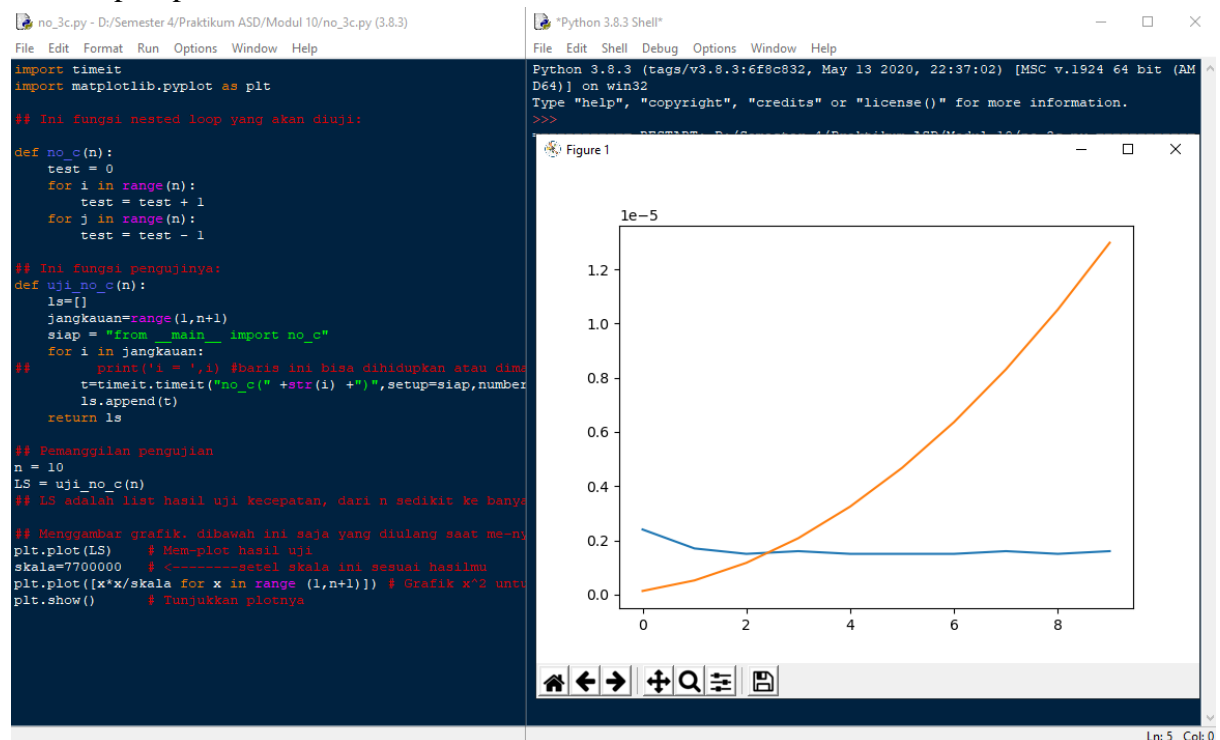 no_3c.py - D:/Semester 4/Praktikum ASD/Modul 10/no_3c.py (3.8.3)
File Edit Format Run Options Window Help
import timeit
import matplotlib.pyplot as plt
## Ini fungsi nested loop yang akan diuji:
def no_c(n):
    test = 0
    for i in range(n):
        test = test + 1
    for j in range(n):
        test = test - 1
## Ini fungsi pengujinya:
def uji_no_c(n):
    ls=[]
    jangkauan=range(1,n+1)
    siap = "from __main__ import no_c"
    for i in jangkauan:
##      print('i = ',i) #baris ini bisa dihidupkan atau dima
        t=timeit.timeit("no_c(" +str(i) +")",setup=siap,number
        ls.append(t)
    return ls
## Pemanggilan pengujian
n = 10
LS = uji_no_c(n)
## LS adalah list hasil uji kecepatan, dari n sedikit ke banya
## Menggambar grafik. dibawah ini saja yang diulang saat me-ny
plt.plot(LS)    # Mem-plot hasil uji
skala=7700000   # <--------setel skala ini sesuai hasilmu
plt.plot([x*x/skala for x in range (1,n+1)]) # Grafik x^2 untu
plt.show()      # Tunjukkan plotnya
*Python 3.8.3 Shell*
File Edit Shell Debug Options Window Help
Python 3.8.3 (tags/v3.8.3:6f8c832, May 13 2020, 22:37:02) [MSC v.1924 64 bit (AM
D64)] on win32
Type "help", "copyright", "credits" or "license()" for more information.
>>>
Figure 1
1e-5
1.2
1.0
0.8
0.6
0.4
0.2
0.0
0 2 4 6 8
Ln: 5 Col: 0